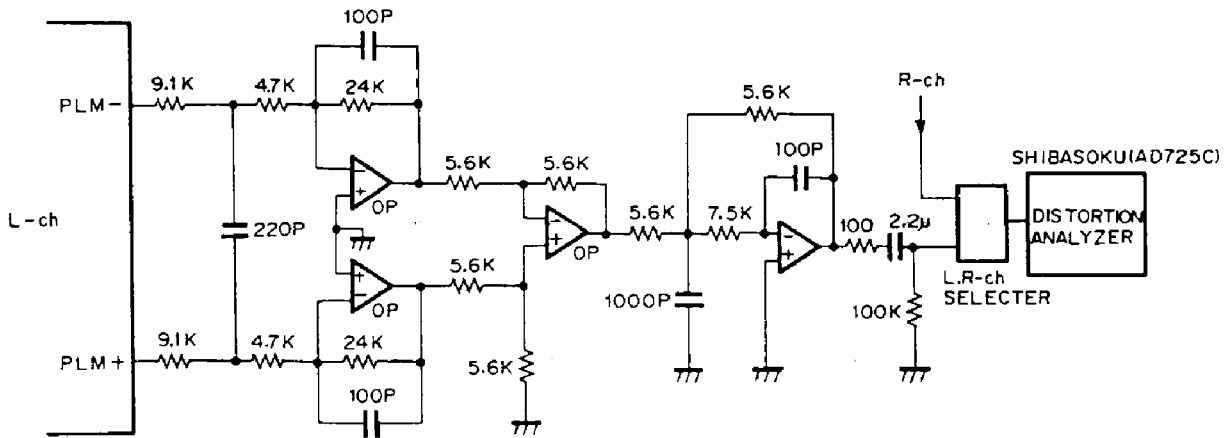 100P
9.1K
4.7K
24K
5.6K
R-ch
PLM-
100P
SHIBASOKU(AD725C)
5.6K
5.6K
-
+
OP
5.6K
7.5K
100
2.2µ
DISTORTION
ANALYZER
L-ch
220P
-
+
OP
-
+
5.6K
+
-
OP
1000P
100K
L.R-ch
SELECTER
9.1K
4.7K
24K
PLM+
5.6K
100P